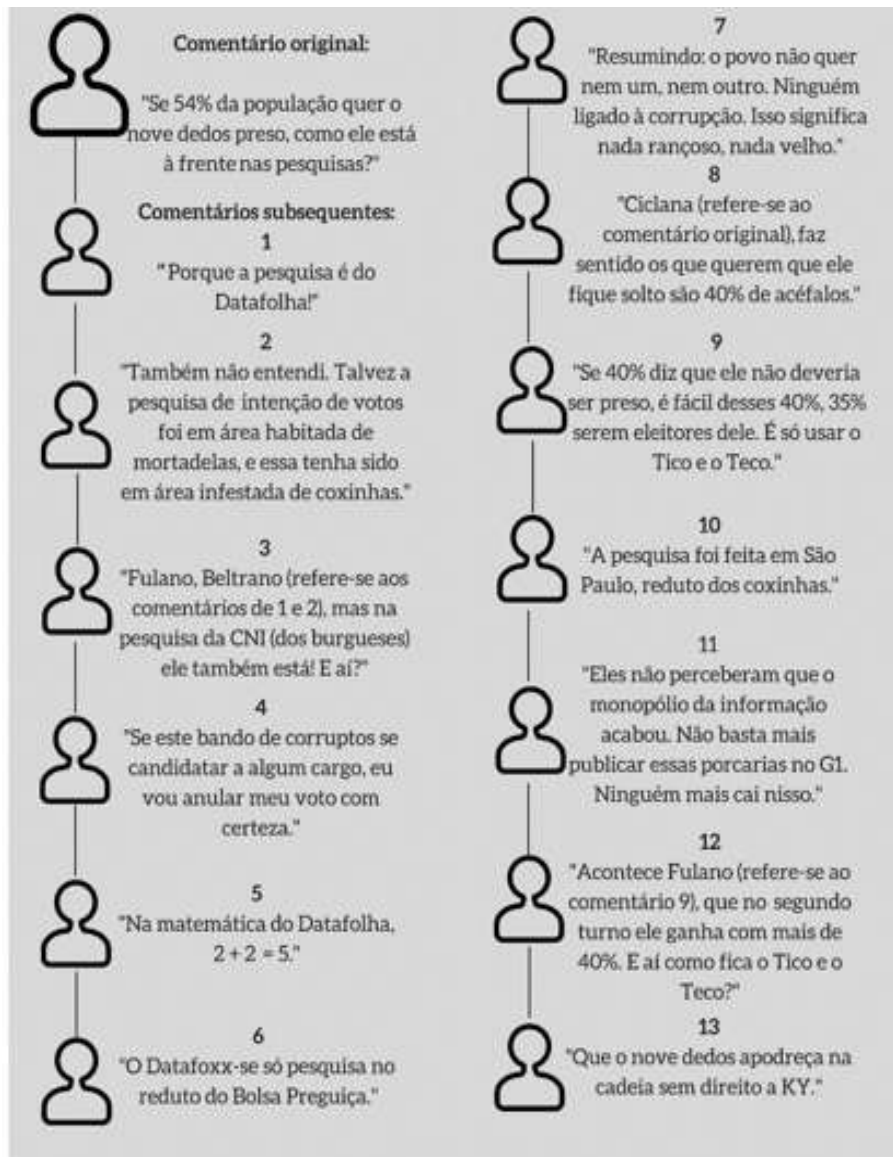 Comentário original:
"Se 54% da população quer o
nove dedos preso, como ele está
à frente nas pesquisas?"
Comentários subsequentes:
1
"Porque a pesquisa é do
Datafolha!"
2
"Também não entendi. Talvez a
pesquisa de intenção de votos
foi em área habitada de
mortadelas, e essa tenha sido
em área infestada de coxinhas."
3
"Fulano, Beltrano (refere-se aos
comentários de 1 e 2), mas na
pesquisa da CNI (dos burgueses)
ele também está! E aí?"
4
"Se este bando de corruptos se
candidatar a algum cargo, eu
vou anular meu voto com
certeza."
5
"Na matemática do Datafolha,
2 + 2 = 5."
6
"O Datafoxx-se só pesquisa no
reduto do Bolsa Preguiça."
7
"Resumindo: o povo não quer
nem um, nem outro. Ninguém
ligado à corrupção. Isso significa
nada rançoso, nada velho."
8
"Ciclana (refere-se ao
comentário original), faz
sentido os que querem que ele
fique solto são 40% de acéfalos."
9
"Se 40% diz que ele não deveria
ser preso, é fácil desses 40%, 35%
serem eleitores dele. É só usar o
Tico e o Teco."
10
"A pesquisa foi feita em São
Paulo, reduto dos coxinhas."
11
"Eles não perceberam que o
monopólio da informação
acabou. Não basta mais
publicar essas porcarias no G1.
Ninguém mais cai nisso."
12
"Acontece Fulano (refere-se ao
comentário 9), que no segundo
turno ele ganha com mais de
40%. E aí como fica o Tico e o
Teco?"
13
"Que o nove dedos apodreça na
cadeia sem direito a KY."